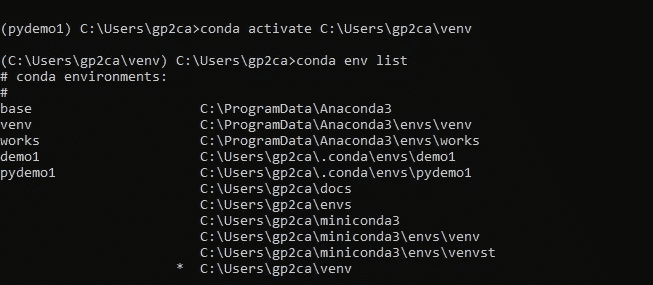 (pydemo1) C:\Users\gp2ca>conda activate C:\Users\gp2ca\venv
(C:\Users\gp2ca\venv) C:\Users\gp2ca>conda env list
# conda environments:
#
base                     C:\ProgramData\Anaconda3
venv                     C:\ProgramData\Anaconda3\envs\venv
works                    C:\ProgramData\Anaconda3\envs\works
demo1                    C:\Users\gp2ca\.conda\envs\demo1
pydemo1                  C:\Users\gp2ca\.conda\envs\pydemo1
                         C:\Users\gp2ca\docs
                         C:\Users\gp2ca\envs
                         C:\Users\gp2ca\miniconda3
                         C:\Users\gp2ca\miniconda3\envs\venv
                         C:\Users\gp2ca\miniconda3\envs\venvst
                      *  C:\Users\gp2ca\venv